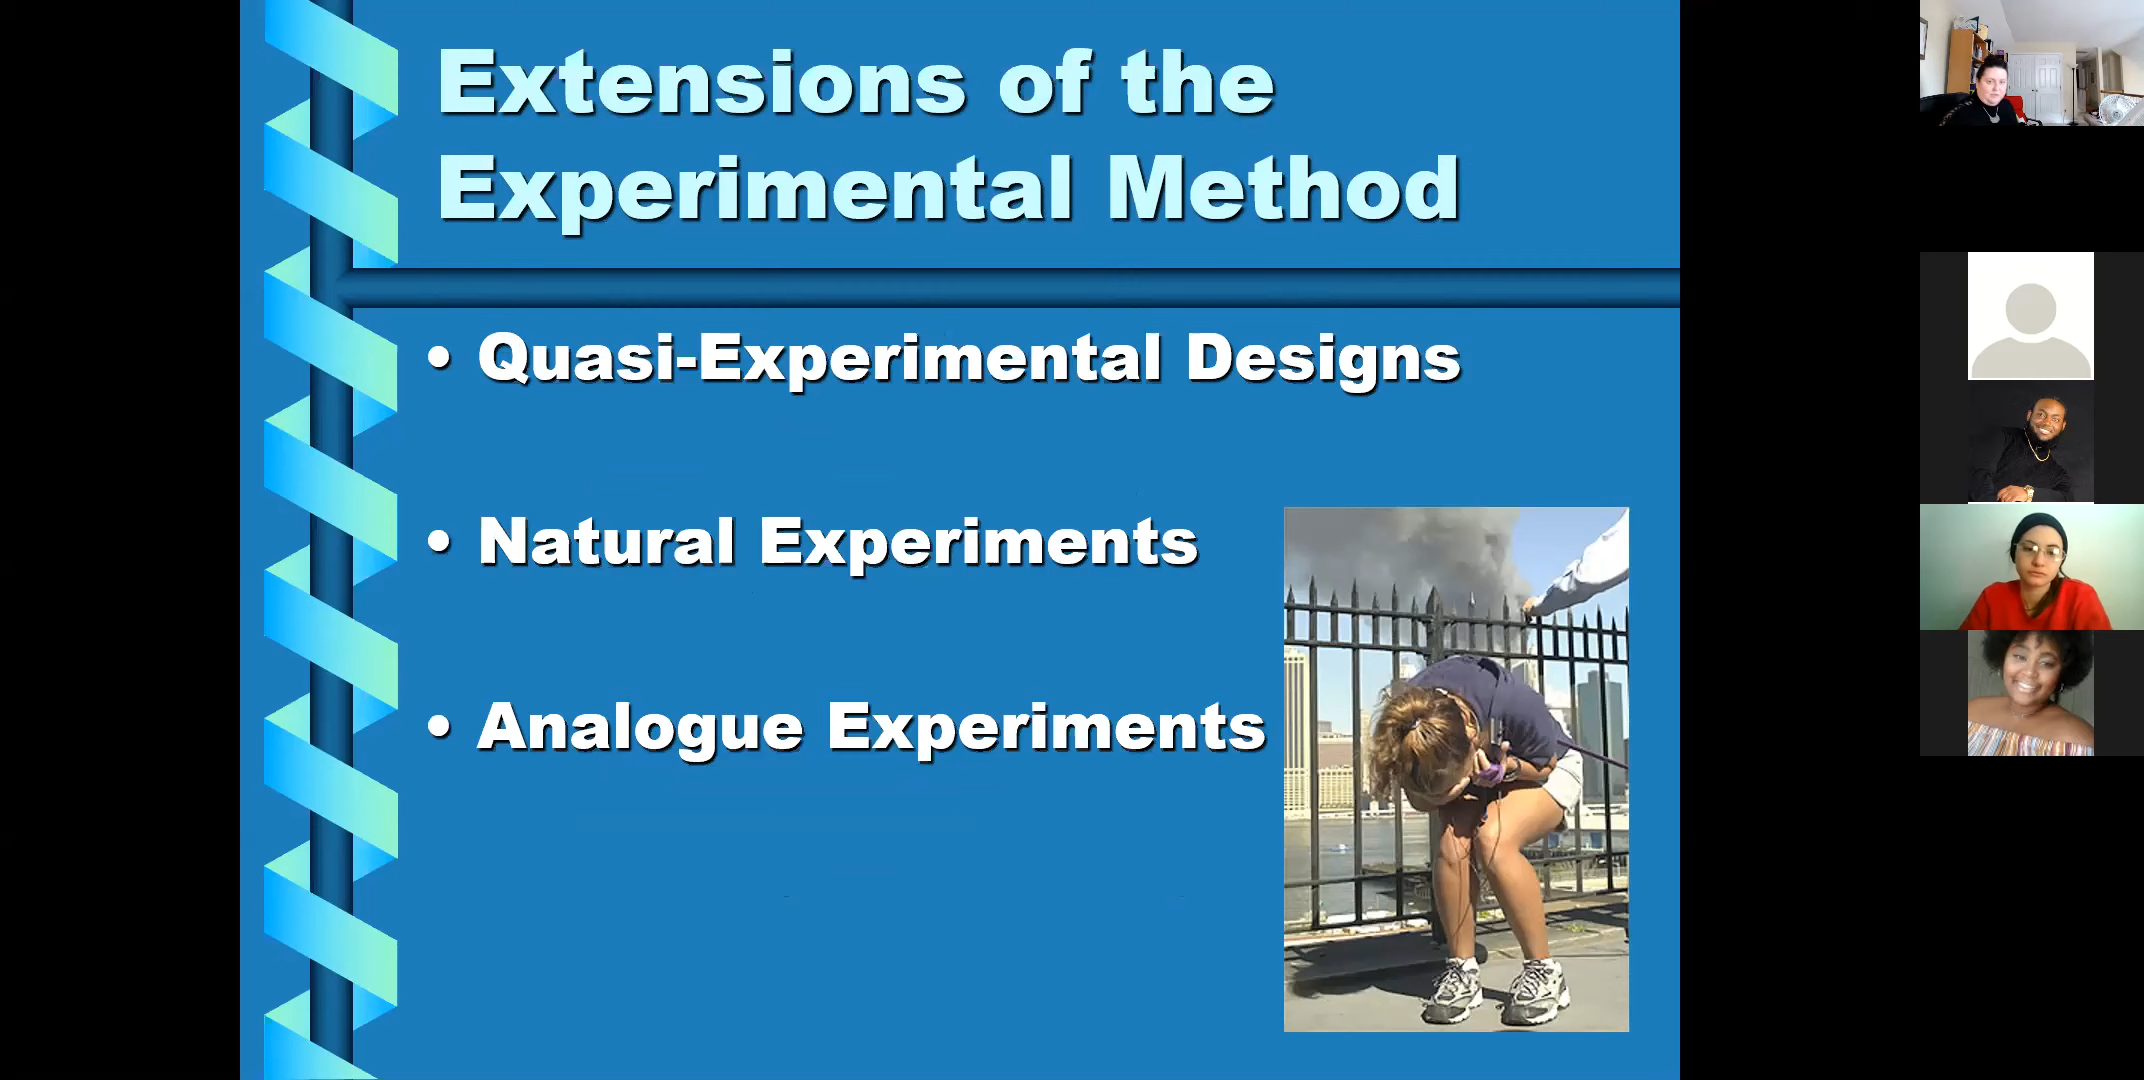 Extensions of the
Experimental Method
• Quasi-Experimental Designs
• Natural Experiments
• Analogue Experiments